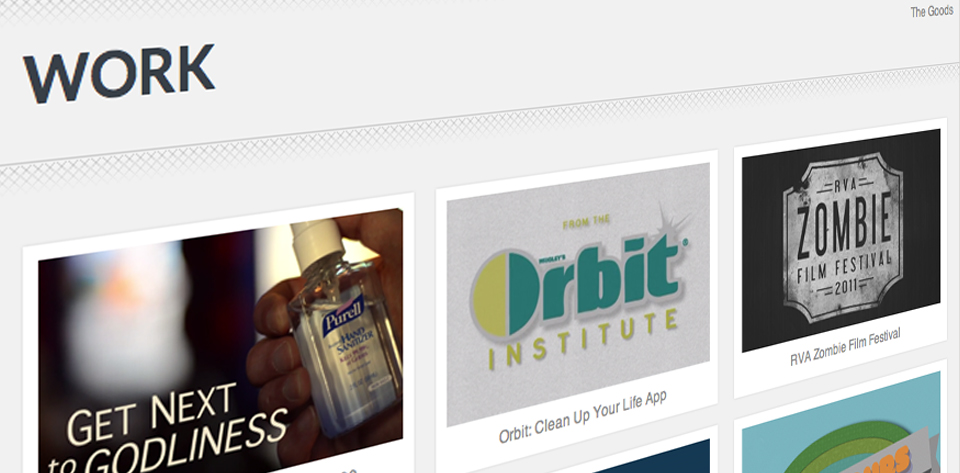 The Goods
WORK
Purell
HAND
SANITIZER
GET NEXT
to GODLINESS
FROM THE
WRIGLEY'S
Orbit
INSTITUTE
Orbit: Clean Up Your Life App
RVA
ZOMBIE
FILM FESTIVAL
2011
RVA Zombie Film Festival